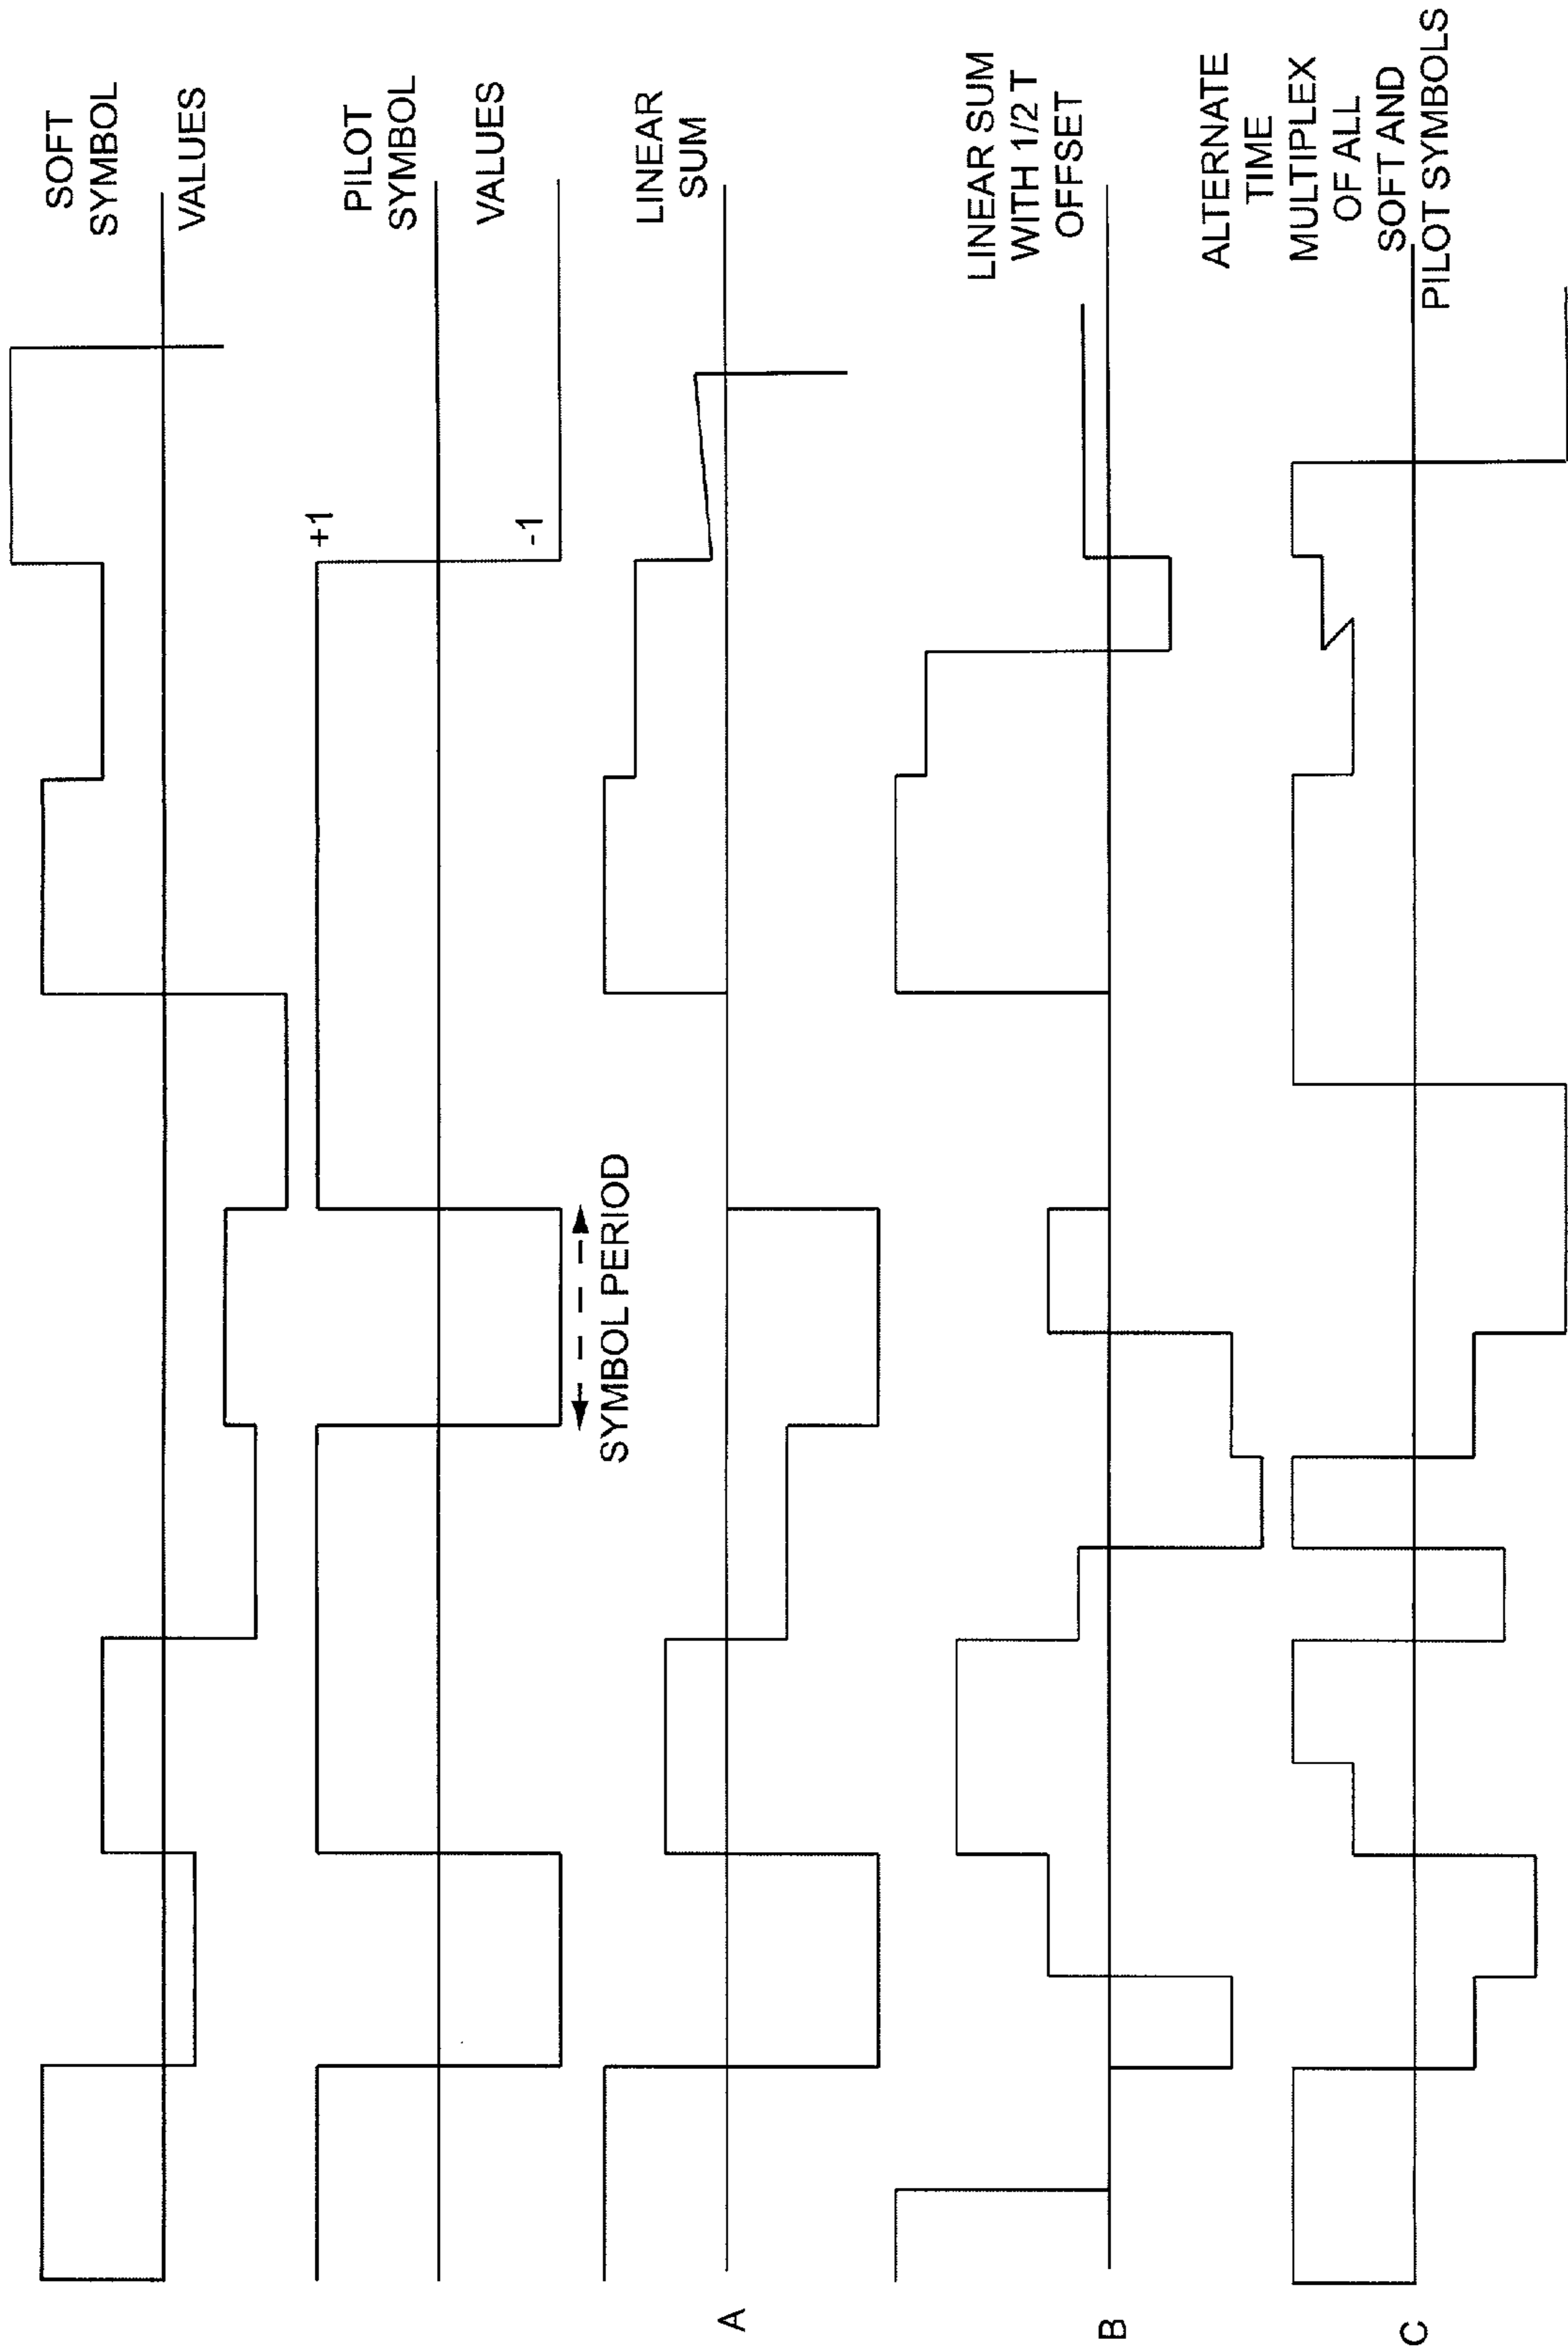 SOFT
SYMBOL
VALUES
PILOT
SYMBOL
VALUES
+1
-1
SYMBOL PERIOD
LINEAR
SUM
A
LINEAR SUM
WITH 1/2 T
OFFSET
B
ALTERNATE
TIME
MULTIPLEX
OF ALL
SOFT AND
PILOT SYMBOLS
C